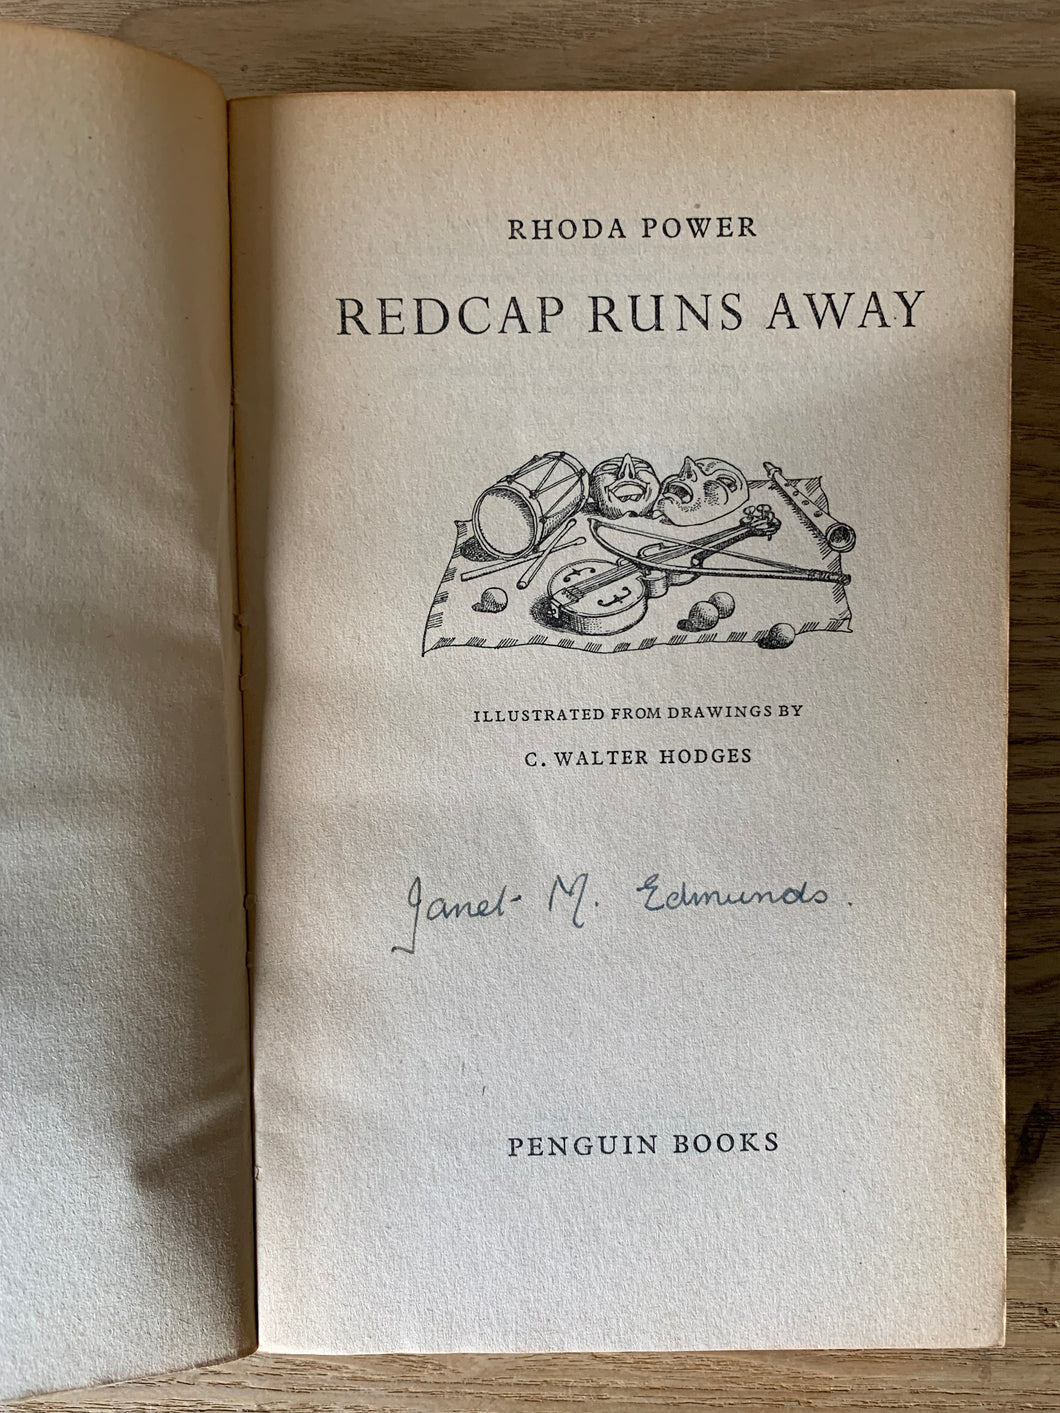 RHODA POWER
REDCAP RUNS AWAY
ILLUSTRATED FROM DRAWINGS BY
C. WALTER HODGES
Janet M. Edmunds.
PENGUIN BOOKS